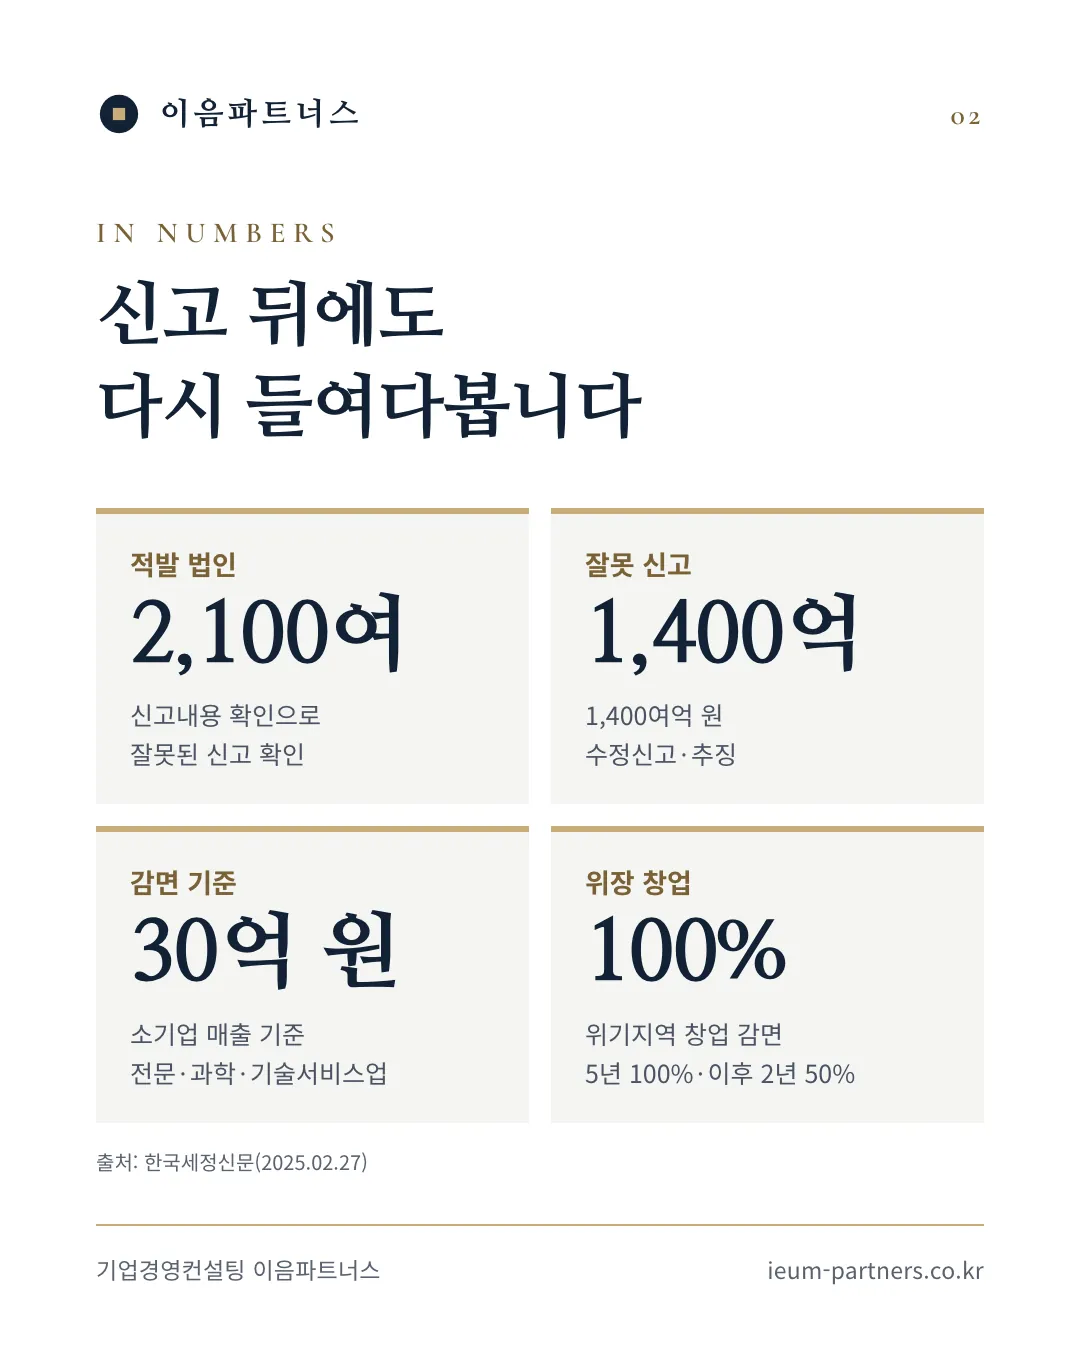 이음파트너스
02
IN NUMBERS
신고 뒤에도
다시 들여다봅니다
적발 법인
2,100여
신고내용 확인으로
잘못된 신고 확인
잘못 신고
1,400억
1,400여억 원
수정신고·추징
감면 기준
30억 원
소기업 매출 기준
전문·과학·기술서비스업
위장 창업
100%
위기지역 창업 감면
5년 100%·이후 2년 50%
출처: 한국세정신문(2025.02.27)
기업경영컨설팅 이음파트너스
ieum-partners.co.kr